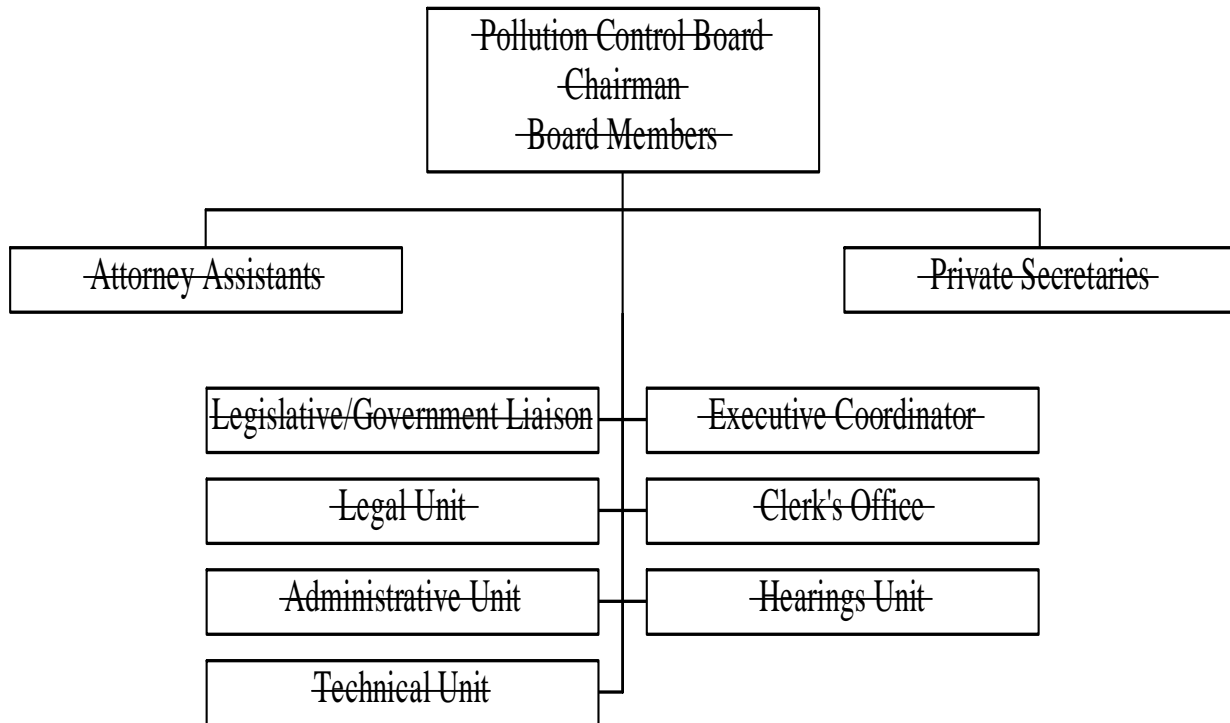 Pollution Control Board
Chairman
Board Members
Attorney Assistants
Private Secretaries
Legislative/Government Liaison
Executive Coordinator
Legal Unit
Clerk's Office
Administrative Unit
Hearings Unit
Technical Unit